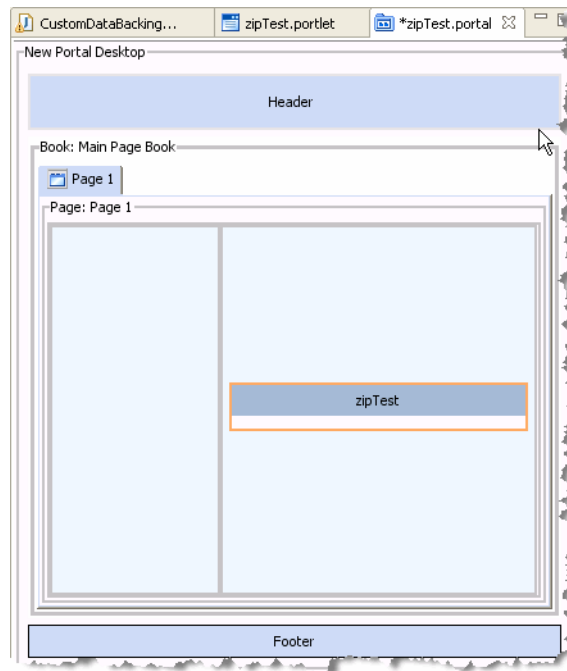 CustomDataBacking...
zipTest.portlet
*zipTest.portal
New Portal Desktop
Header
Book: Main Page Book
Page 1
Page: Page 1
zipTest
Footer